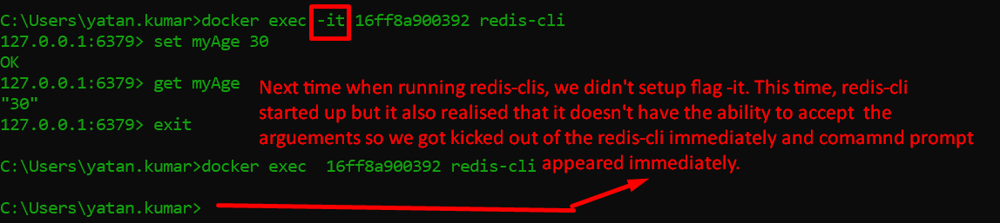 C:\Users\yatan.kumar>docker exec -it 16ff8a900392 redis-cli
127.0.0.1:6379> set myAge 30
OK
127.0.0.1:6379> get myAge
"30"
127.0.0.1:6379> exit
Next time when running redis-clis, we didn't setup flag -it. This time, redis-cli
started up but it also realised that it doesn't have the ability to accept the
arguements so we got kicked out of the redis-cli immediately and comamnd prompt
appeared immediately.
C:\Users\yatan.kumar>docker exec  16ff8a900392 redis-cli
C:\Users\yatan.kumar>